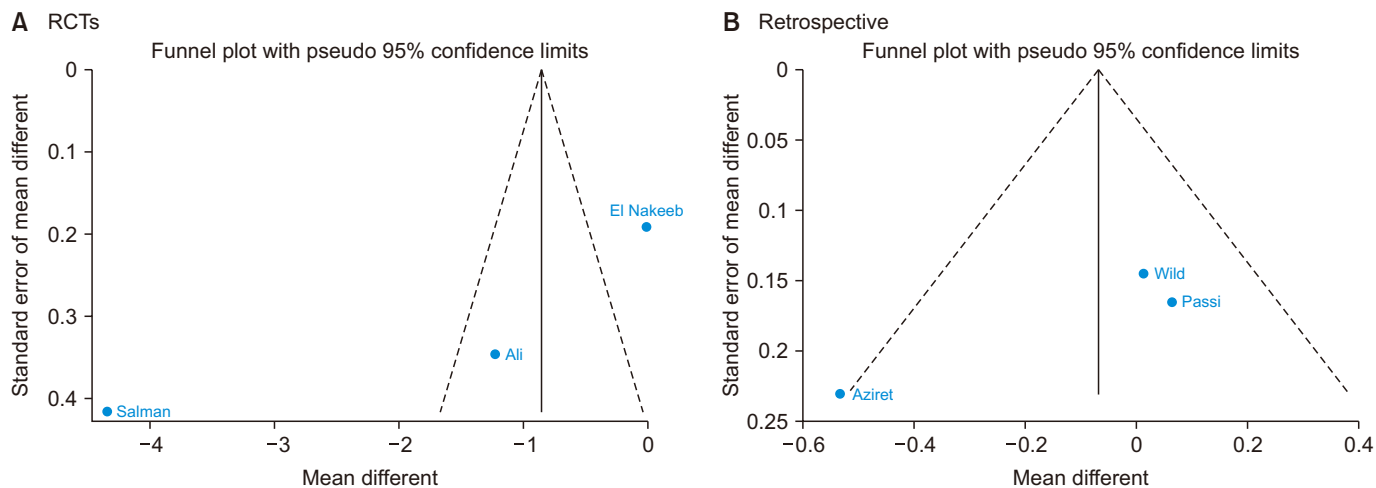 A RCTs
Funnel plot with pseudo 95% confidence limits
Standard error of mean different
0
0.1
0.2
0.3
0.4
El Nakeeb
Ali
Salman
−4
−3
−2
−1
0
Mean different
B Retrospective
Funnel plot with pseudo 95% confidence limits
Standard error of mean different
0
0.05
0.1
0.15
0.2
0.25
Wild
Passi
Aziret
−0.6
−0.4
−0.2
0
0.2
0.4
Mean different